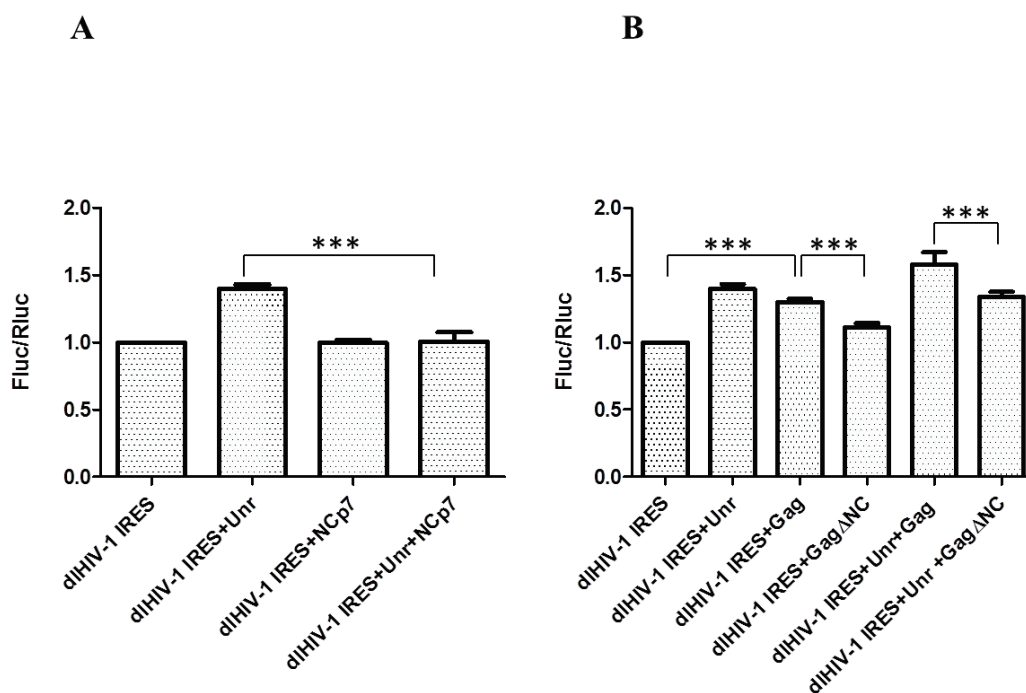 A
B
2.0
1.5
1.0
0.5
0.0
Fluc/Rluc
***
dlHIV-1 IRES
dlHIV-1 IRES+Unr
dlHIV-1 IRES+NCp7
dlHIV-1 IRES+Unr+NCp7
2.0
1.5
1.0
0.5
0.0
Fluc/Rluc
***
***
***
dlHIV-1 IRES
dlHIV-1 IRES+Unr
dlHIV-1 IRES+Gag
dlHIV-1 IRES+GagΔNC
dlHIV-1 IRES+Unr+Gag
dlHIV-1 IRES+Unr +GagΔNC